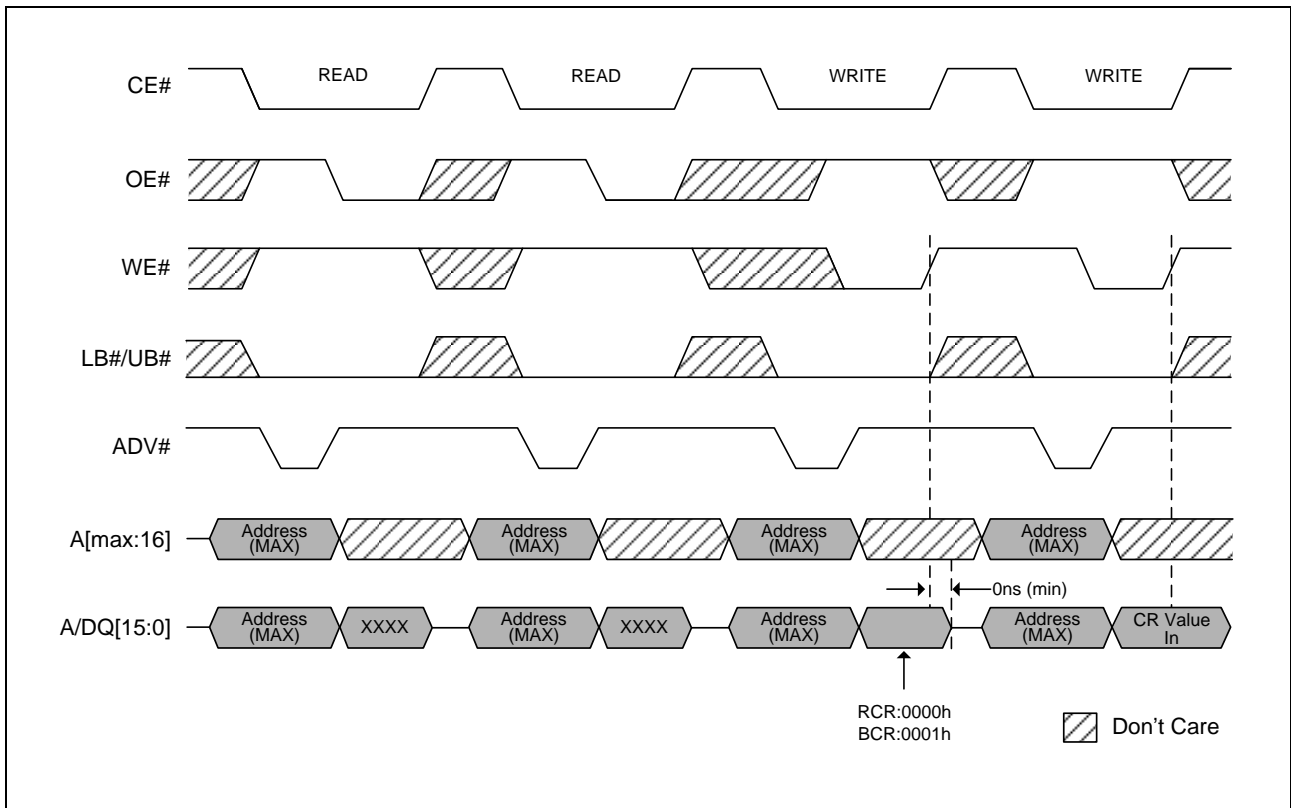 CE#
READ
READ
WRITE
WRITE
OE#
WE#
LB#/UB#
ADV#
A[max:16]
Address
(MAX)
Address
(MAX)
Address
(MAX)
Address
(MAX)
0ns (min)
A/DQ[15:0]
Address
(MAX)
XXXX
Address
(MAX)
XXXX
Address
(MAX)
Address
(MAX)
CR Value
In
RCR:0000h
BCR:0001h
Don't Care